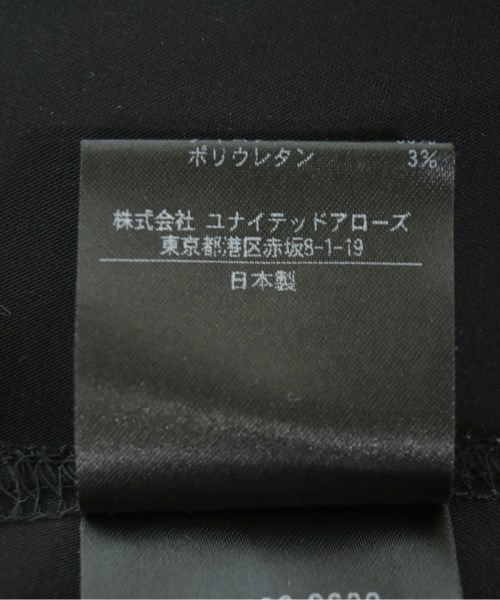 ポリウレタン 3%
株式会社 ユナイテッドアローズ
東京都港区赤坂8-1-19
日本製